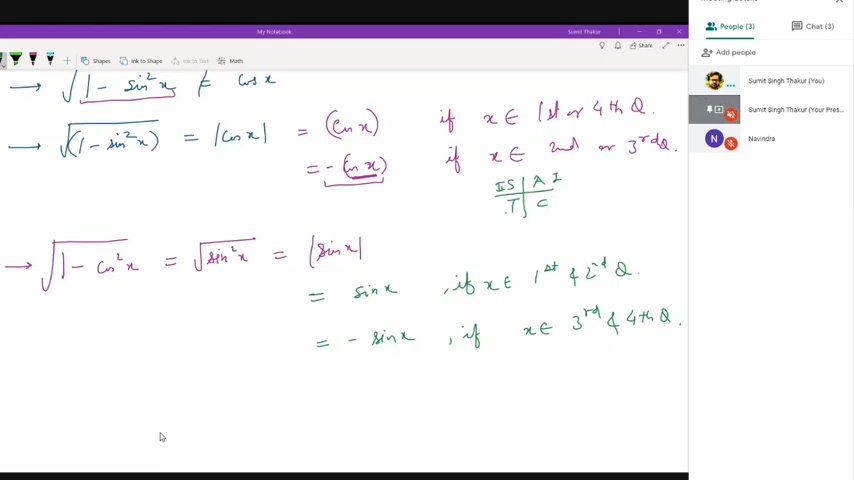 My Notebook
Sumit Thakur
Shapes
Ink to Shape
Ink to Text
Math
Share
People (3)
Chat (3)
Add people
Sumit Singh Thakur (You)
Sumit Singh Thakur (Your Pres...
N Navindra
→ √1 - sin²x ≠ cos x
→ √(1 - sin²x) = |cos x| = (cos x) if x ∈ 1st or 4th Q.
= - (cos x) if x ∈ 2nd or 3rd Q.
II S | A I
T | C
→ √1 - cos²x = √sin²x = |sin x|
= sin x , if x ∈ 1st & 2nd Q.
= - sin x , if x ∈ 3rd & 4th Q.